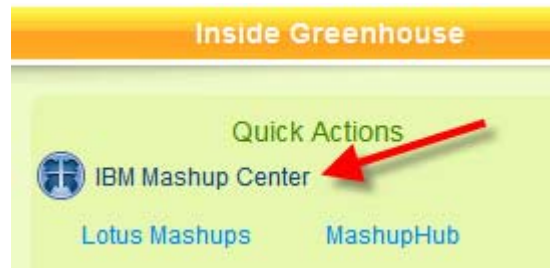 Inside Greenhouse
Quick Actions
IBM Mashup Center
Lotus Mashups MashupHub